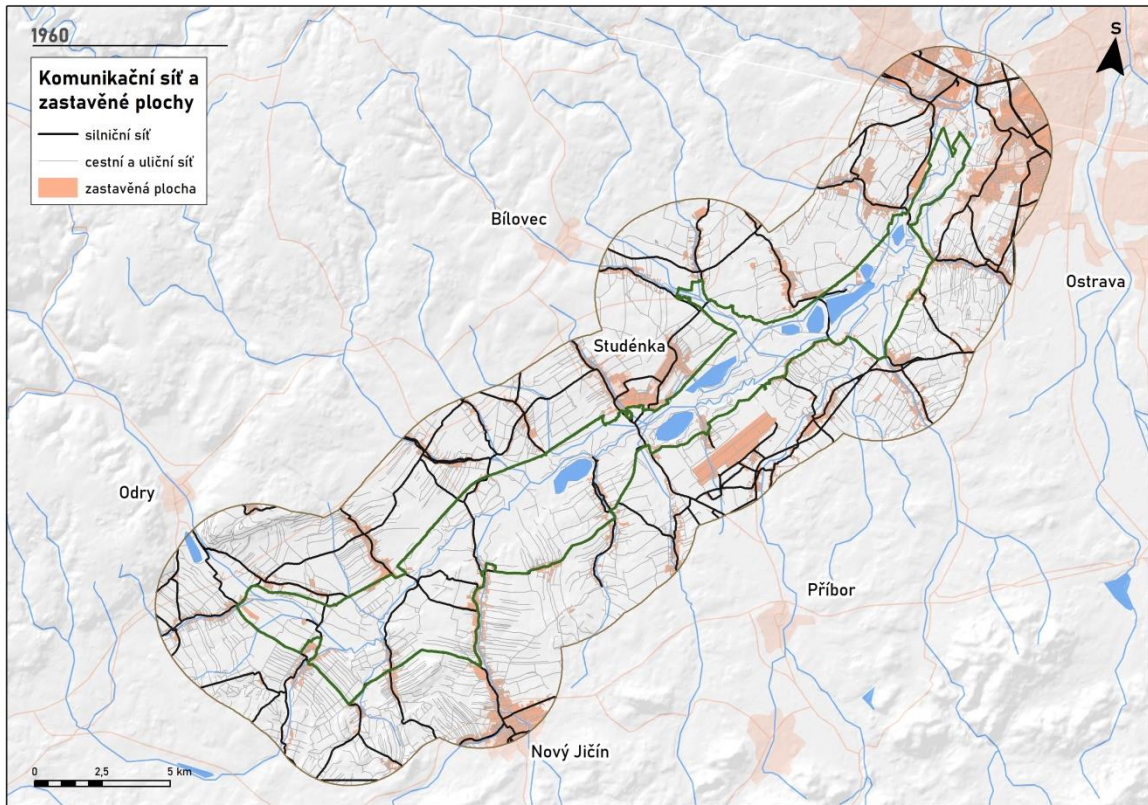 1960
Komunikační síť a
zastavěné plochy
silniční síť
cestní a uliční síť
zastavěná plocha
S
Bílovec
Ostrava
Studénka
Odry
Příbor
Nový Jičín
0 2,5 5 km